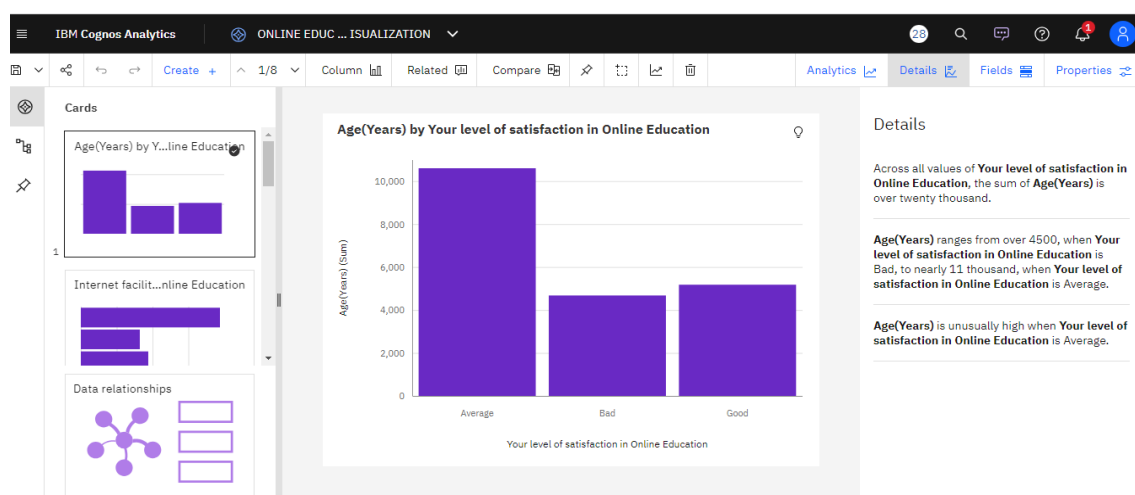 IBM Cognos Analytics
ONLINE EDUC ... ISUALIZATION
28
1
Create +
1/8
Column
Related
Compare
Analytics
Details
Fields
Properties
Cards
Age(Years) by Y...line Education
1
Internet facilit...nline Education
Data relationships
Age(Years) by Your level of satisfaction in Online Education
Age(Years) (Sum)
10,000
8,000
6,000
4,000
2,000
0
Average
Bad
Good
Your level of satisfaction in Online Education
Details
Across all values of Your level of satisfaction in
Online Education, the sum of Age(Years) is
over twenty thousand.
Age(Years) ranges from over 4500, when Your
level of satisfaction in Online Education is
Bad, to nearly 11 thousand, when Your level of
satisfaction in Online Education is Average.
Age(Years) is unusually high when Your level of
satisfaction in Online Education is Average.